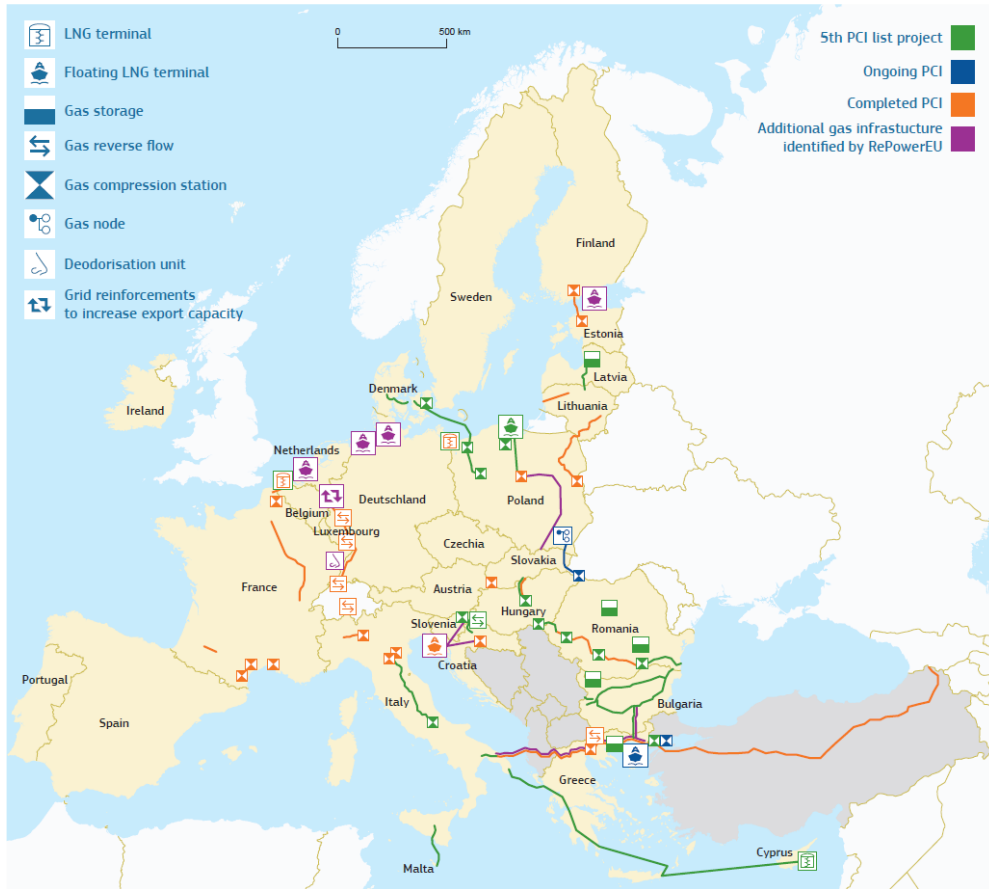 LNG terminal
Floating LNG terminal
Gas storage
Gas reverse flow
Gas compression station
Gas node
Deodorisation unit
Grid reinforcements
to increase export capacity
0
500 km
5th PCI list project
Ongoing PCI
Completed PCI
Additional gas infrastucture
identified by RePowerEU
Finland
Sweden
Estonia
Latvia
Denmark
Lithuania
Ireland
Netherlands
Deutschland
Poland
Belgium
Luxembourg
Czechia
Slovakia
France
Austria
Hungary
Slovenia
Romania
Croatia
Portugal
Italy
Spain
Bulgaria
Greece
Cyprus
Malta